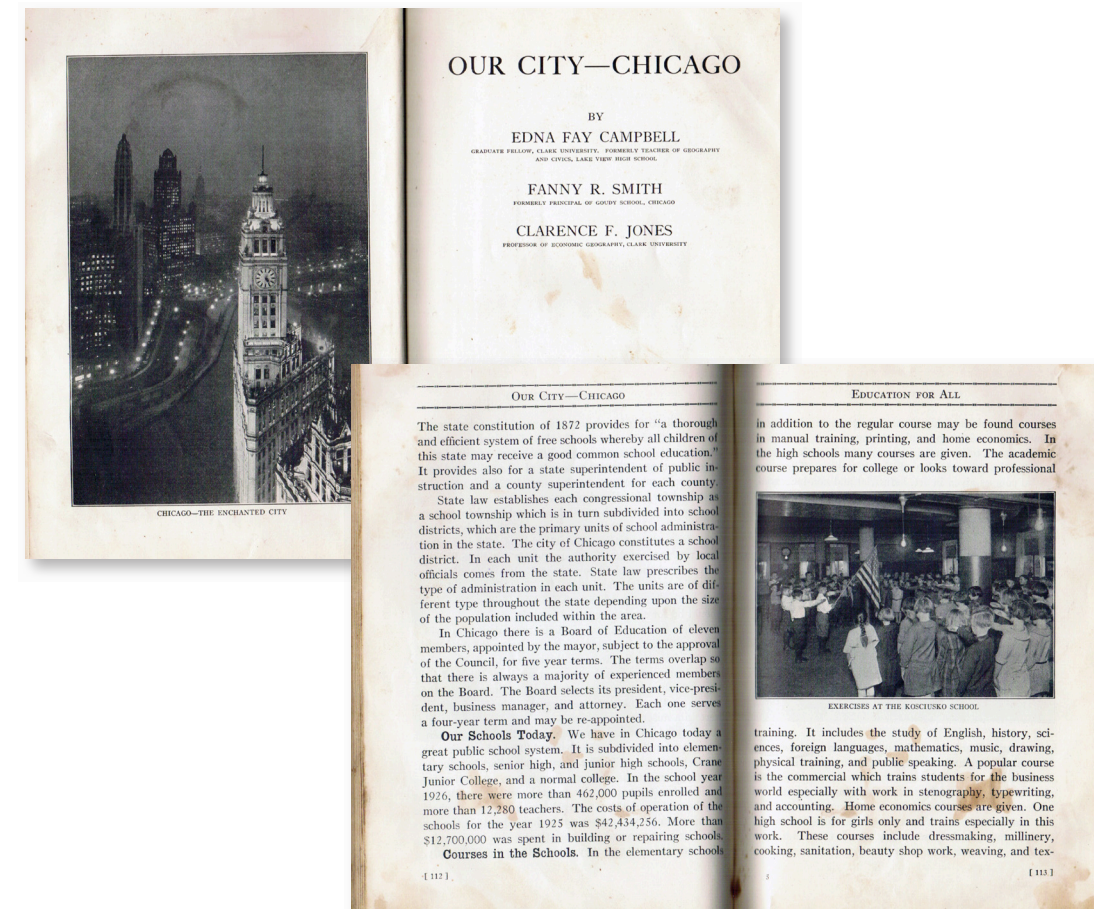 OUR CITY—CHICAGO
BY
EDNA FAY CAMPBELL
GRADUATE FELLOW, CLARK UNIVERSITY. FORMERLY TEACHER OF GEOGRAPHY
AND CIVICS, LAKE VIEW HIGH SCHOOL
FANNY R. SMITH
FORMERLY PRINCIPAL OF GOUDY SCHOOL, CHICAGO
CLARENCE F. JONES
PROFESSOR OF ECONOMIC GEOGRAPHY, CLARK UNIVERSITY
CHICAGO—THE ENCHANTED CITY
OUR CITY—CHICAGO
The state constitution of 1872 provides for "a thorough
and efficient system of free schools whereby all children of
this state may receive a good common school education."
It provides also for a state superintendent of public in-
struction and a county superintendent for each county.
State law establishes each congressional township as
a school township which is in turn subdivided into school
districts, which are the primary units of school administra-
tion in the state. The city of Chicago constitutes a school
district. In each unit the authority exercised by local
officials comes from the state. State law prescribes the
type of administration in each unit. The units are of dif-
ferent type throughout the state depending upon the size
of the population included within the area.
In Chicago there is a Board of Education of eleven
members, appointed by the mayor, subject to the approval
of the Council, for five year terms. The terms overlap so
that there is always a majority of experienced members
on the Board. The Board selects its president, vice-presi-
dent, business manager, and attorney. Each one serves
a four-year term and may be re-appointed.
Our Schools Today. We have in Chicago today a
great public school system. It is subdivided into elemen-
tary schools, senior high, and junior high schools, Crane
Junior College, and a normal college. In the school year
1926, there were more than 462,000 pupils enrolled and
more than 12,280 teachers. The costs of operation of the
schools for the year 1925 was $42,434,256. More than
$12,700,000 was spent in building or repairing schools.
Courses in the Schools. In the elementary schools
[ 112 ]
EDUCATION FOR ALL
in addition to the regular course may be found courses
in manual training, printing, and home economics. In
the high schools many courses are given. The academic
course prepares for college or looks toward professional
EXERCISES AT THE KOSCIUSKO SCHOOL
training. It includes the study of English, history, sci-
ences, foreign languages, mathematics, music, drawing,
physical training, and public speaking. A popular course
is the commercial which trains students for the business
world especially with work in stenography, typewriting,
and accounting. Home economics courses are given. One
high school is for girls only and trains especially in this
work. These courses include dressmaking, millinery,
cooking, sanitation, beauty shop work, weaving, and tex-
[ 113 ]